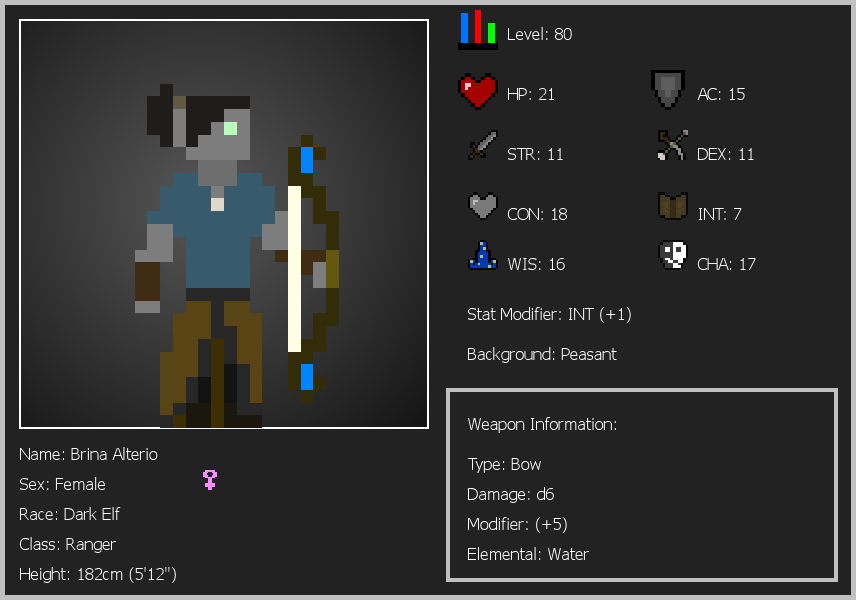 Level: 80
HP: 21
AC: 15
STR: 11
DEX: 11
CON: 18
INT: 7
WIS: 16
CHA: 17
Stat Modifier: INT (+1)
Background: Peasant
Weapon Information:
Type: Bow
Damage: d6
Modifier: (+5)
Elemental: Water
Name: Brina Alterio
Sex: Female
Race: Dark Elf
Class: Ranger
Height: 182cm (5'12")